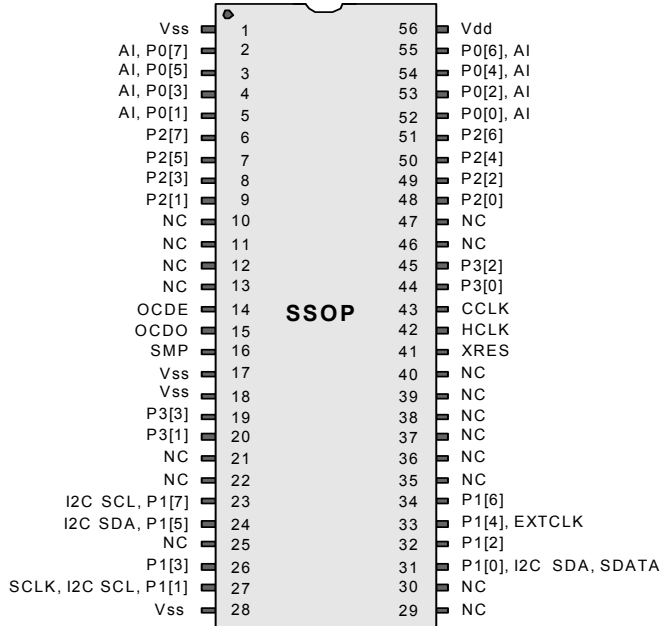 Vss 1 56 Vdd
AI, P0[7] 2 55 P0[6], AI
AI, P0[5] 3 54 P0[4], AI
AI, P0[3] 4 53 P0[2], AI
AI, P0[1] 5 52 P0[0], AI
P2[7] 6 51 P2[6]
P2[5] 7 50 P2[4]
P2[3] 8 49 P2[2]
P2[1] 9 48 P2[0]
NC 10 47 NC
NC 11 46 NC
NC 12 45 P3[2]
NC 13 44 P3[0]
OCDE 14 SSOP 43 CCLK
OCDO 15 42 HCLK
SMP 16 41 XRES
Vss 17 40 NC
Vss 18 39 NC
P3[3] 19 38 NC
P3[1] 20 37 NC
NC 21 36 NC
NC 22 35 NC
I2C SCL, P1[7] 23 34 P1[6]
I2C SDA, P1[5] 24 33 P1[4], EXTCLK
NC 25 32 P1[2]
P1[3] 26 31 P1[0], I2C SDA, SDATA
SCLK, I2C SCL, P1[1] 27 30 NC
Vss 28 29 NC